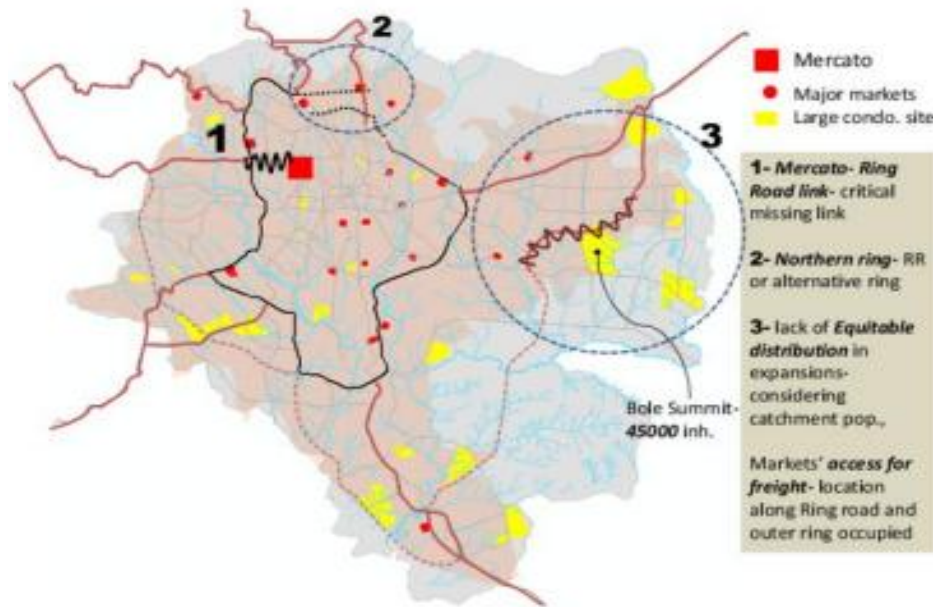 2
1
3
Mercato
Major markets
Large condo. site
1- Mercato- Ring
Road link- critical
missing link
2- Northern ring- RR
or alternative ring
3- lack of Equitable
distribution in
expansions-
considering
catchment pop.,
Markets' access for
freight- location
along Ring road and
outer ring occupied
Bole Summit-
45000 inh.